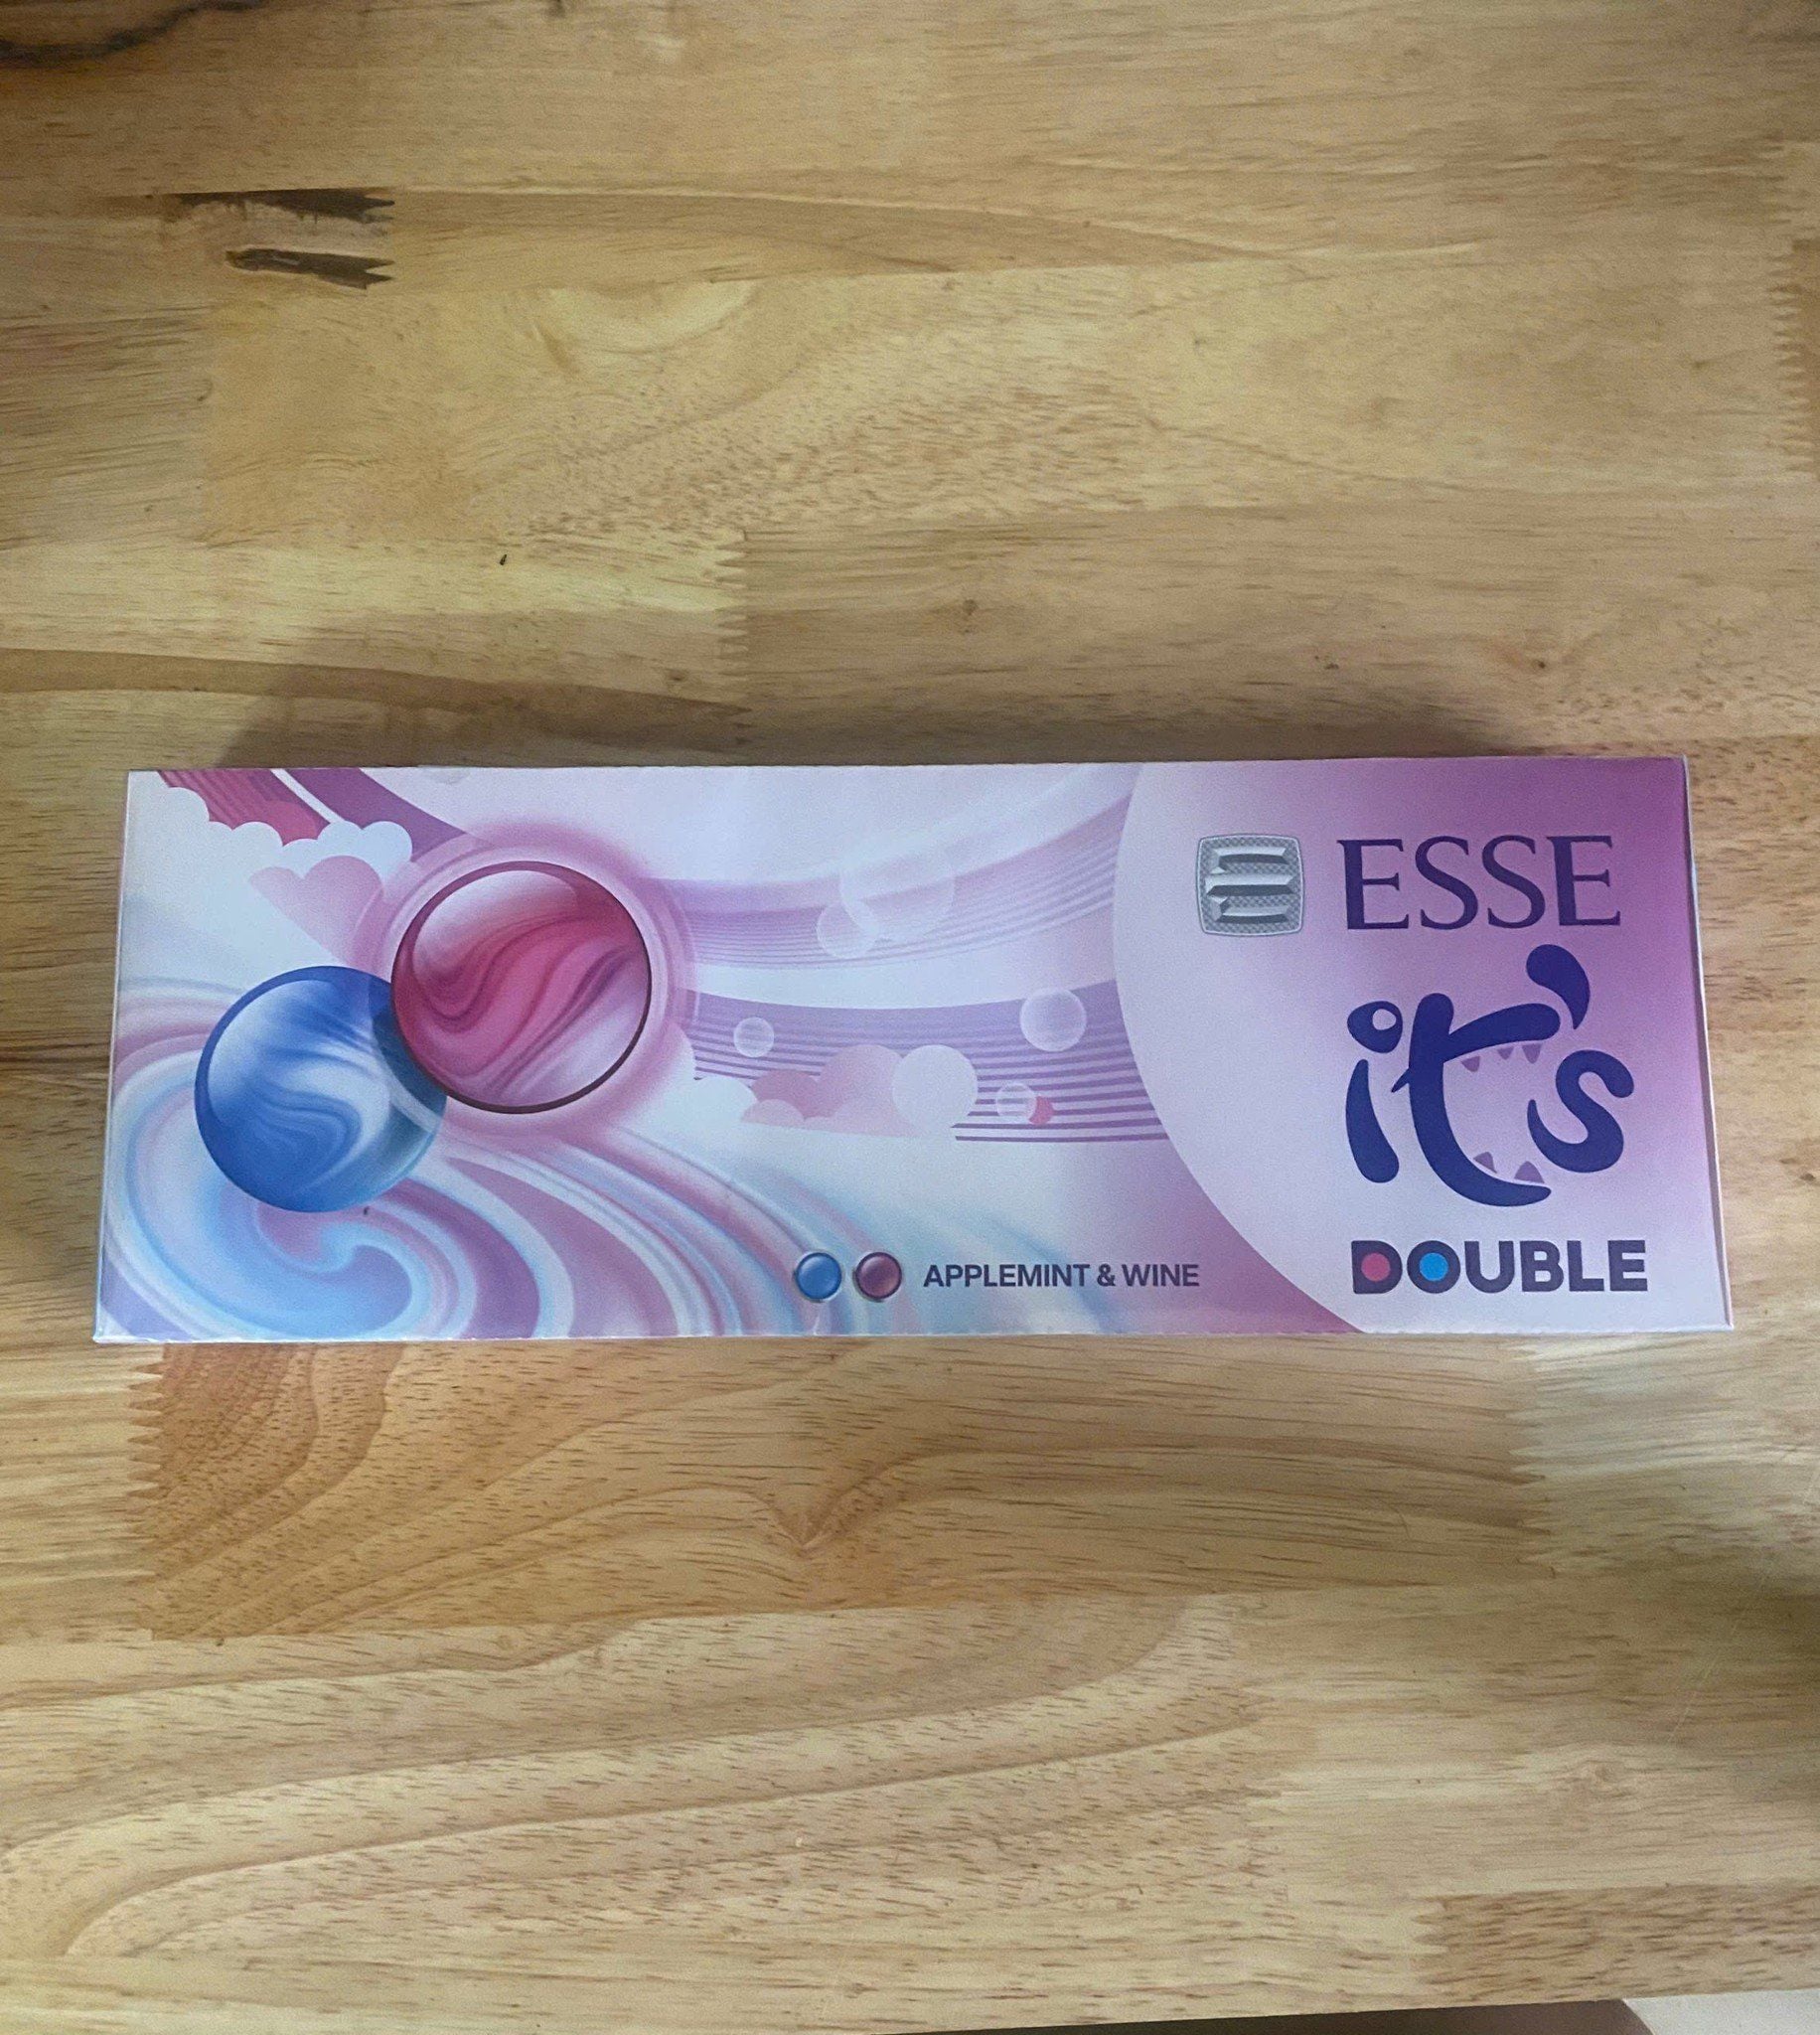 ESSE
it's
DOUBLE
APPLEMINT & WINE